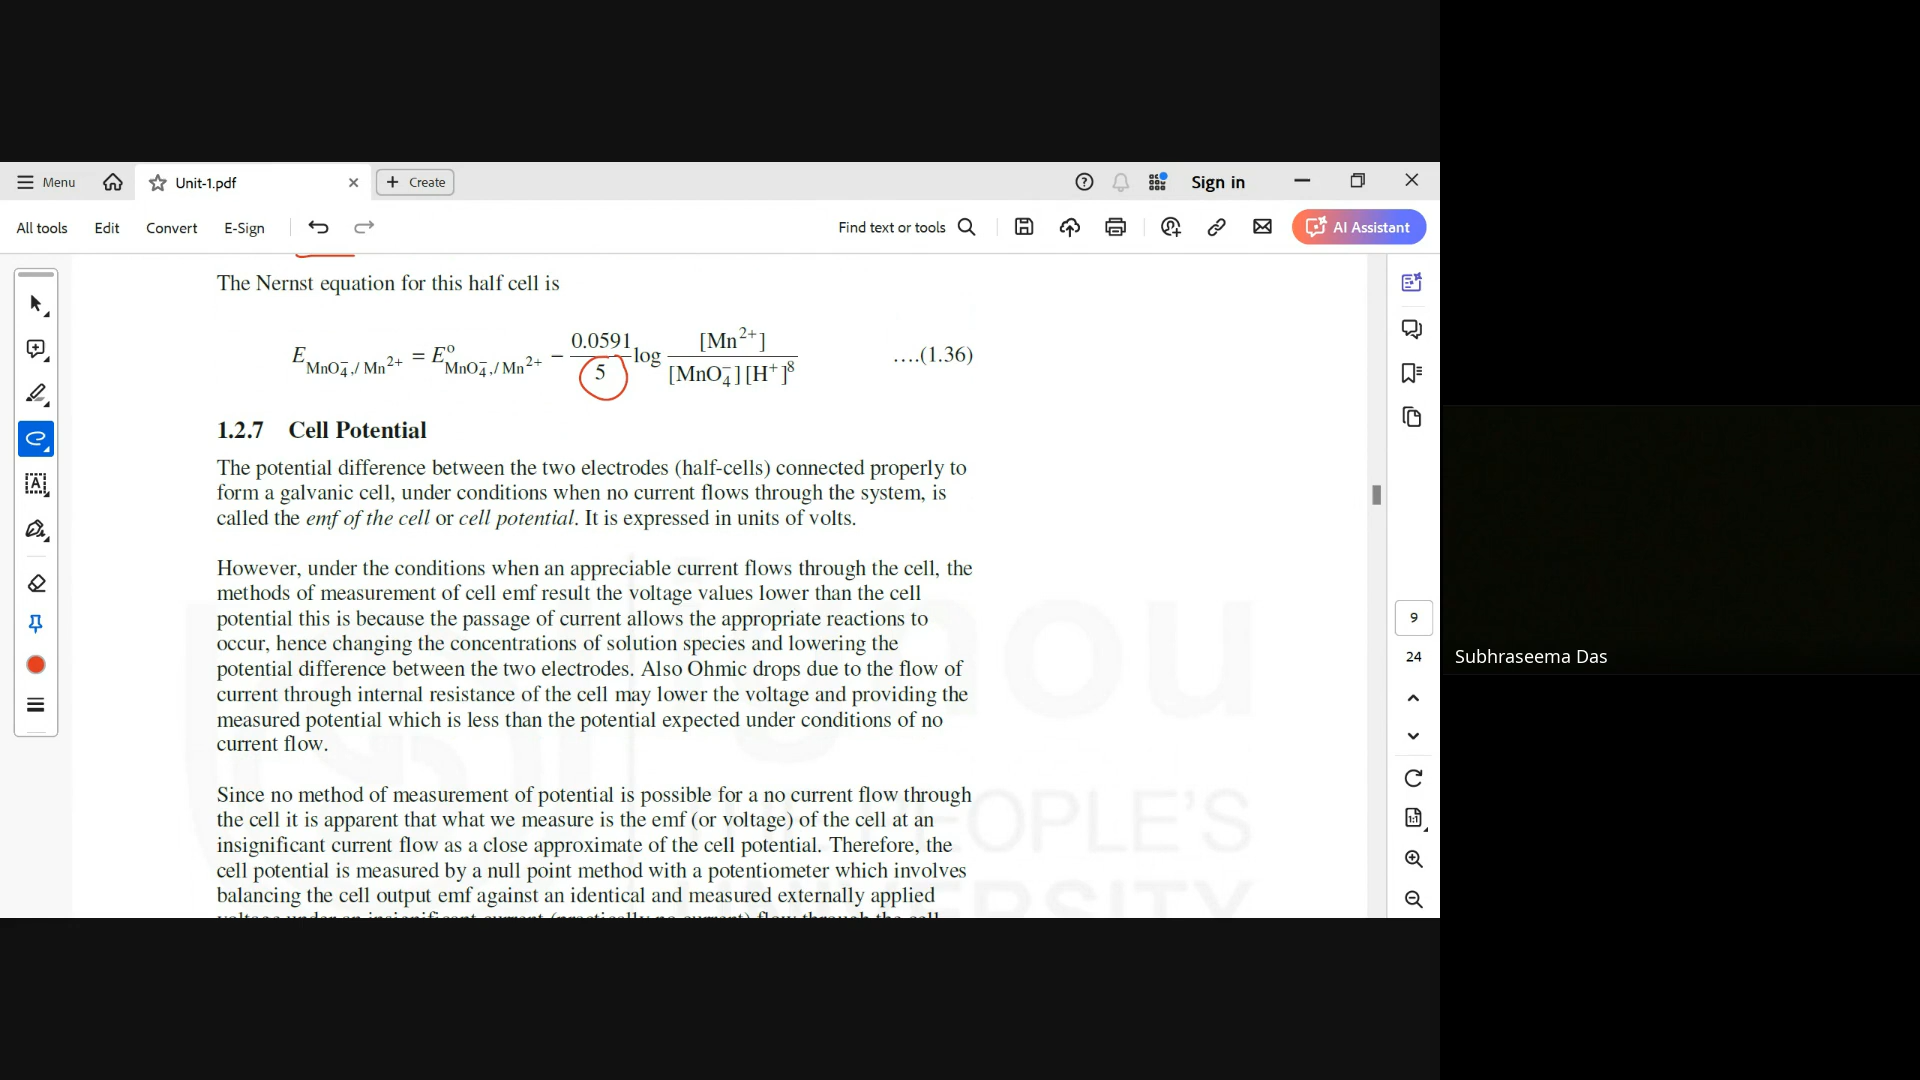 Menu
Unit-1.pdf
Create
Sign in
All tools
Edit
Convert
E-Sign
Find text or tools
AI Assistant
The Nernst equation for this half cell is
E MnO₄⁻,/ Mn²⁺ = E° MnO₄⁻,/ Mn²⁺ − 0.0591/5 log [Mn²⁺]/[MnO₄⁻][H⁺]⁸ ....(1.36)
1.2.7 Cell Potential
The potential difference between the two electrodes (half-cells) connected properly to
form a galvanic cell, under conditions when no current flows through the system, is
called the emf of the cell or cell potential. It is expressed in units of volts.
However, under the conditions when an appreciable current flows through the cell, the
methods of measurement of cell emf result the voltage values lower than the cell
potential this is because the passage of current allows the appropriate reactions to
occur, hence changing the concentrations of solution species and lowering the
potential difference between the two electrodes. Also Ohmic drops due to the flow of
current through internal resistance of the cell may lower the voltage and providing the
measured potential which is less than the potential expected under conditions of no
current flow.
Since no method of measurement of potential is possible for a no current flow through
the cell it is apparent that what we measure is the emf (or voltage) of the cell at an
insignificant current flow as a close approximate of the cell potential. Therefore, the
cell potential is measured by a null point method with a potentiometer which involves
balancing the cell output emf against an identical and measured externally applied
9
24
Subhraseema Das